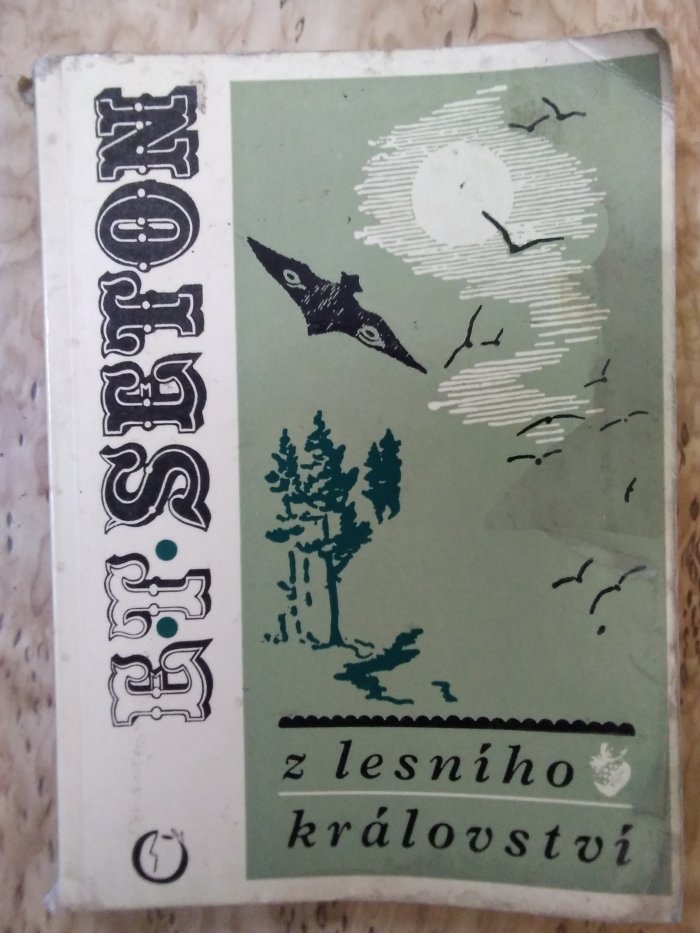 E·T·SETON
z lesního
království